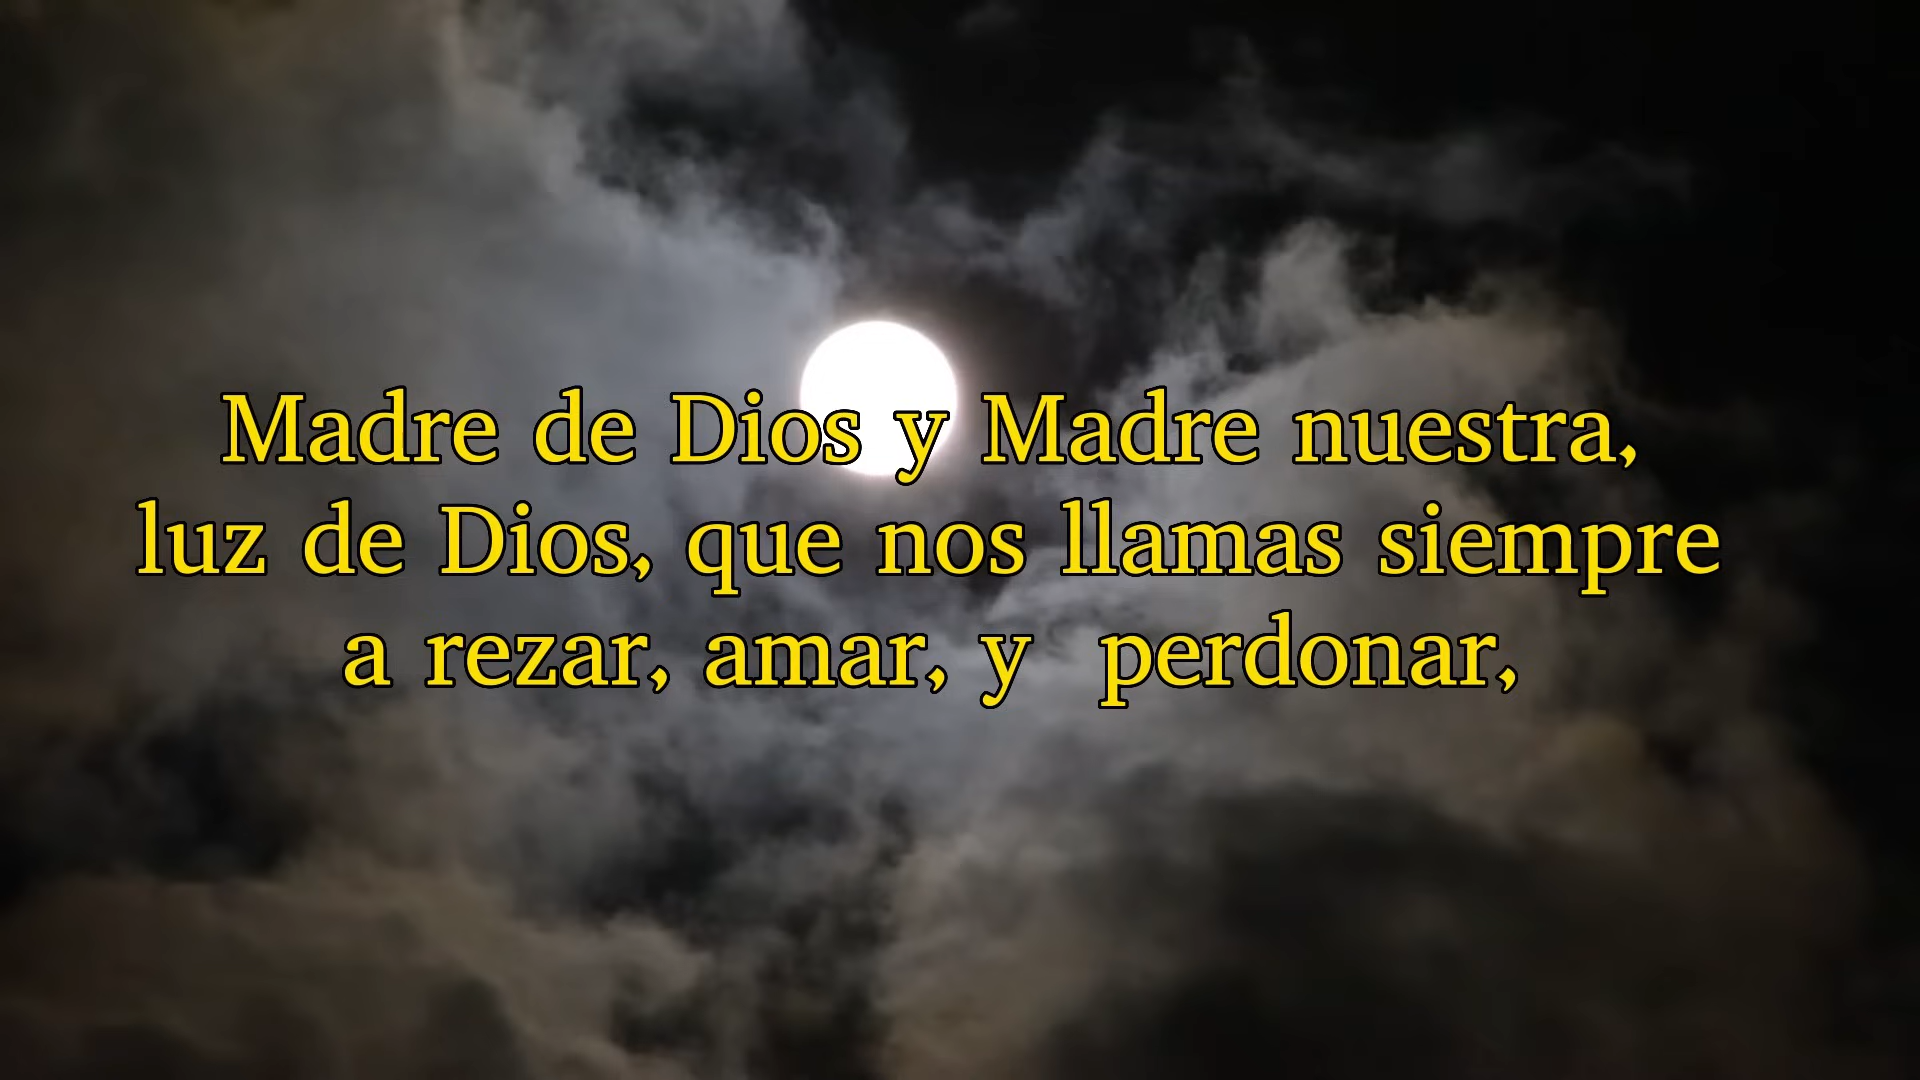 Madre de Dios y Madre nuestra,
luz de Dios, que nos llamas siempre
a rezar, amar, y  perdonar,